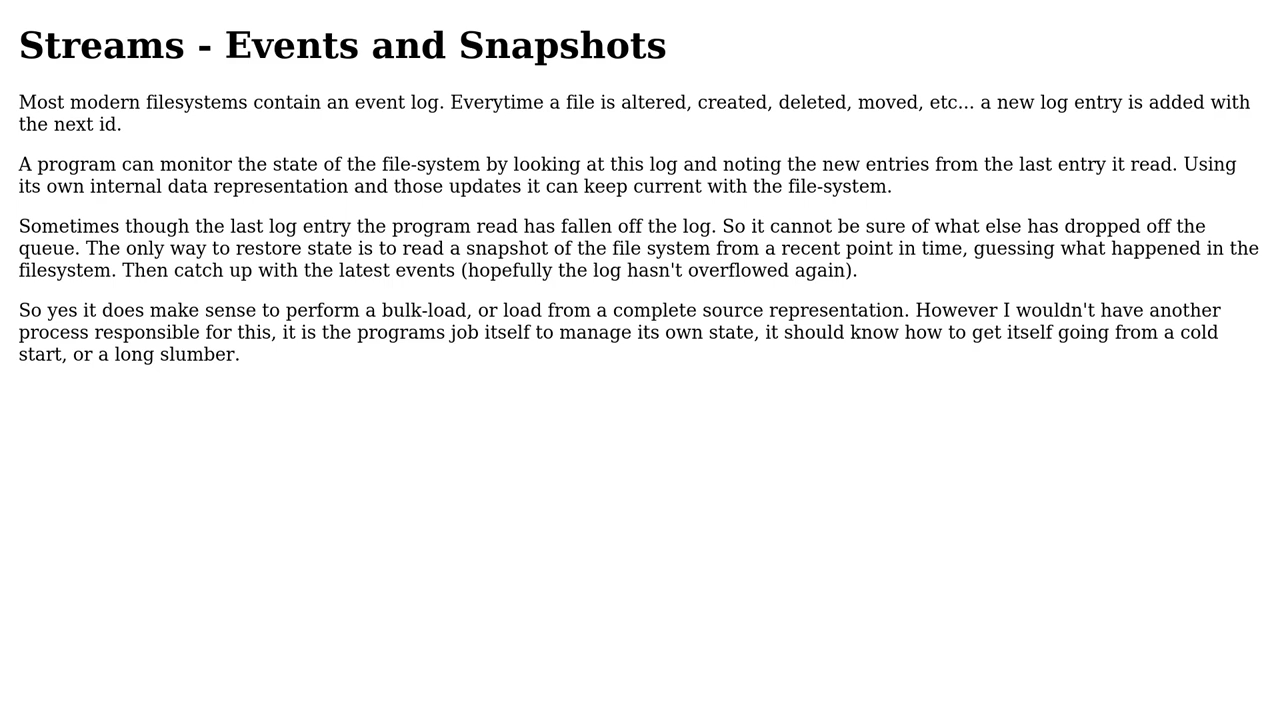 Streams - Events and Snapshots
Most modern filesystems contain an event log. Everytime a file is altered, created, deleted, moved, etc... a new log entry is added with
the next id.
A program can monitor the state of the file-system by looking at this log and noting the new entries from the last entry it read. Using
its own internal data representation and those updates it can keep current with the file-system.
Sometimes though the last log entry the program read has fallen off the log. So it cannot be sure of what else has dropped off the
queue. The only way to restore state is to read a snapshot of the file system from a recent point in time, guessing what happened in the
filesystem. Then catch up with the latest events (hopefully the log hasn't overflowed again).
So yes it does make sense to perform a bulk-load, or load from a complete source representation. However I wouldn't have another
process responsible for this, it is the programs job itself to manage its own state, it should know how to get itself going from a cold
start, or a long slumber.